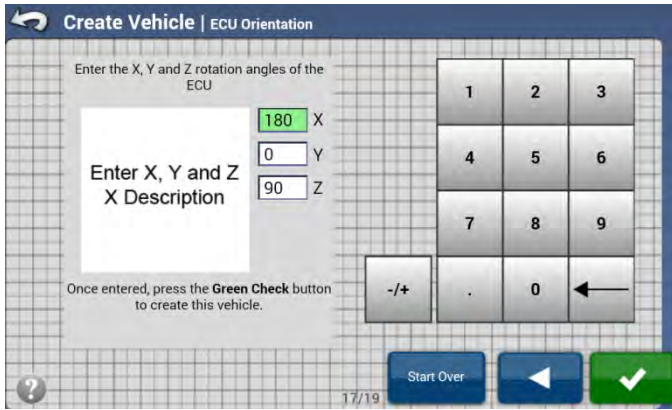 Create Vehicle | ECU Orientation
Enter the X, Y and Z rotation angles of the
ECU
180 X
0 Y
90 Z
Enter X, Y and Z
X Description
Once entered, press the Green Check button
to create this vehicle.
1 2 3
4 5 6
7 8 9
-/+ . 0
Start Over
17/19
?